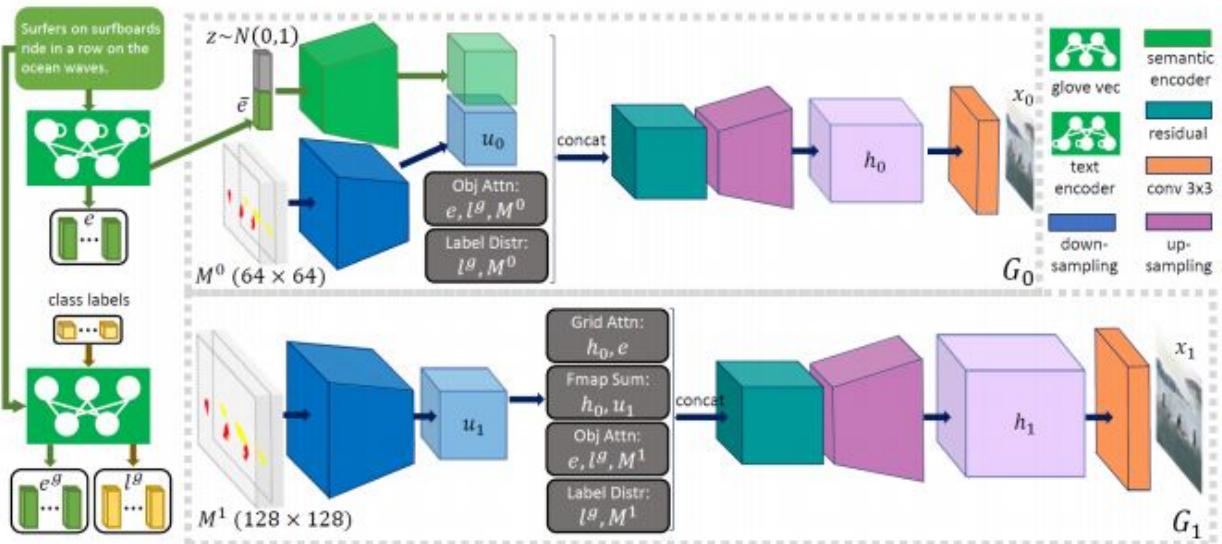 Surfers on surfboards
ride in a row on the
ocean waves.
e
class labels
e^g
l^g
z~N(0,1)
ē
u_0
M^0 (64 × 64)
Obj Attn:
e, l^g, M^0
Label Distr:
l^g, M^0
concat
h_0
x_0
G_0
glove vec
semantic
encoder
text
encoder
residual
conv 3x3
down-
sampling
up-
sampling
M^1 (128 × 128)
u_1
Grid Attn:
h_0, e
Fmap Sum:
h_0, u_1
Obj Attn:
e, l^g, M^1
Label Distr:
l^g, M^1
concat
h_1
x_1
G_1